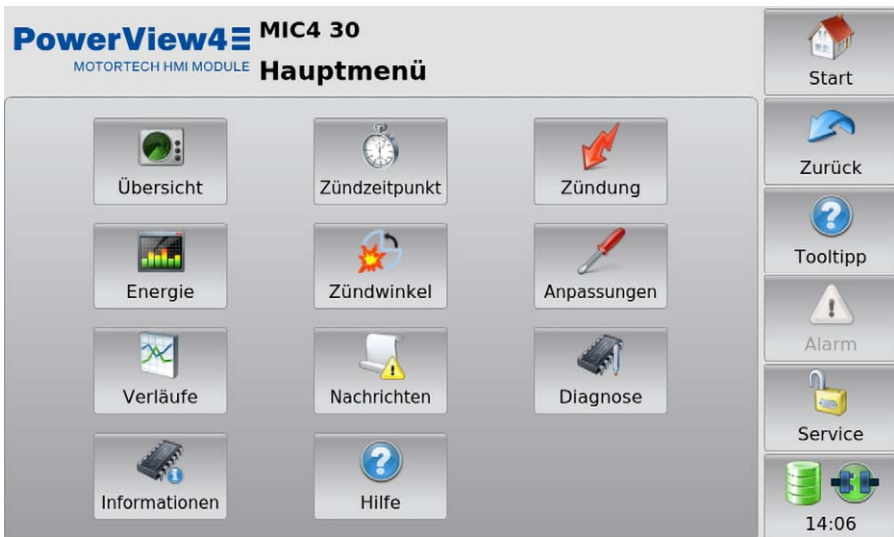 PowerView4
MOTORTECH HMI MODULE
MIC4 30
Hauptmenü
Übersicht
Zündzeitpunkt
Zündung
Energie
Zündwinkel
Anpassungen
Verläufe
Nachrichten
Diagnose
Informationen
Hilfe
Start
Zurück
Tooltipp
Alarm
Service
14:06